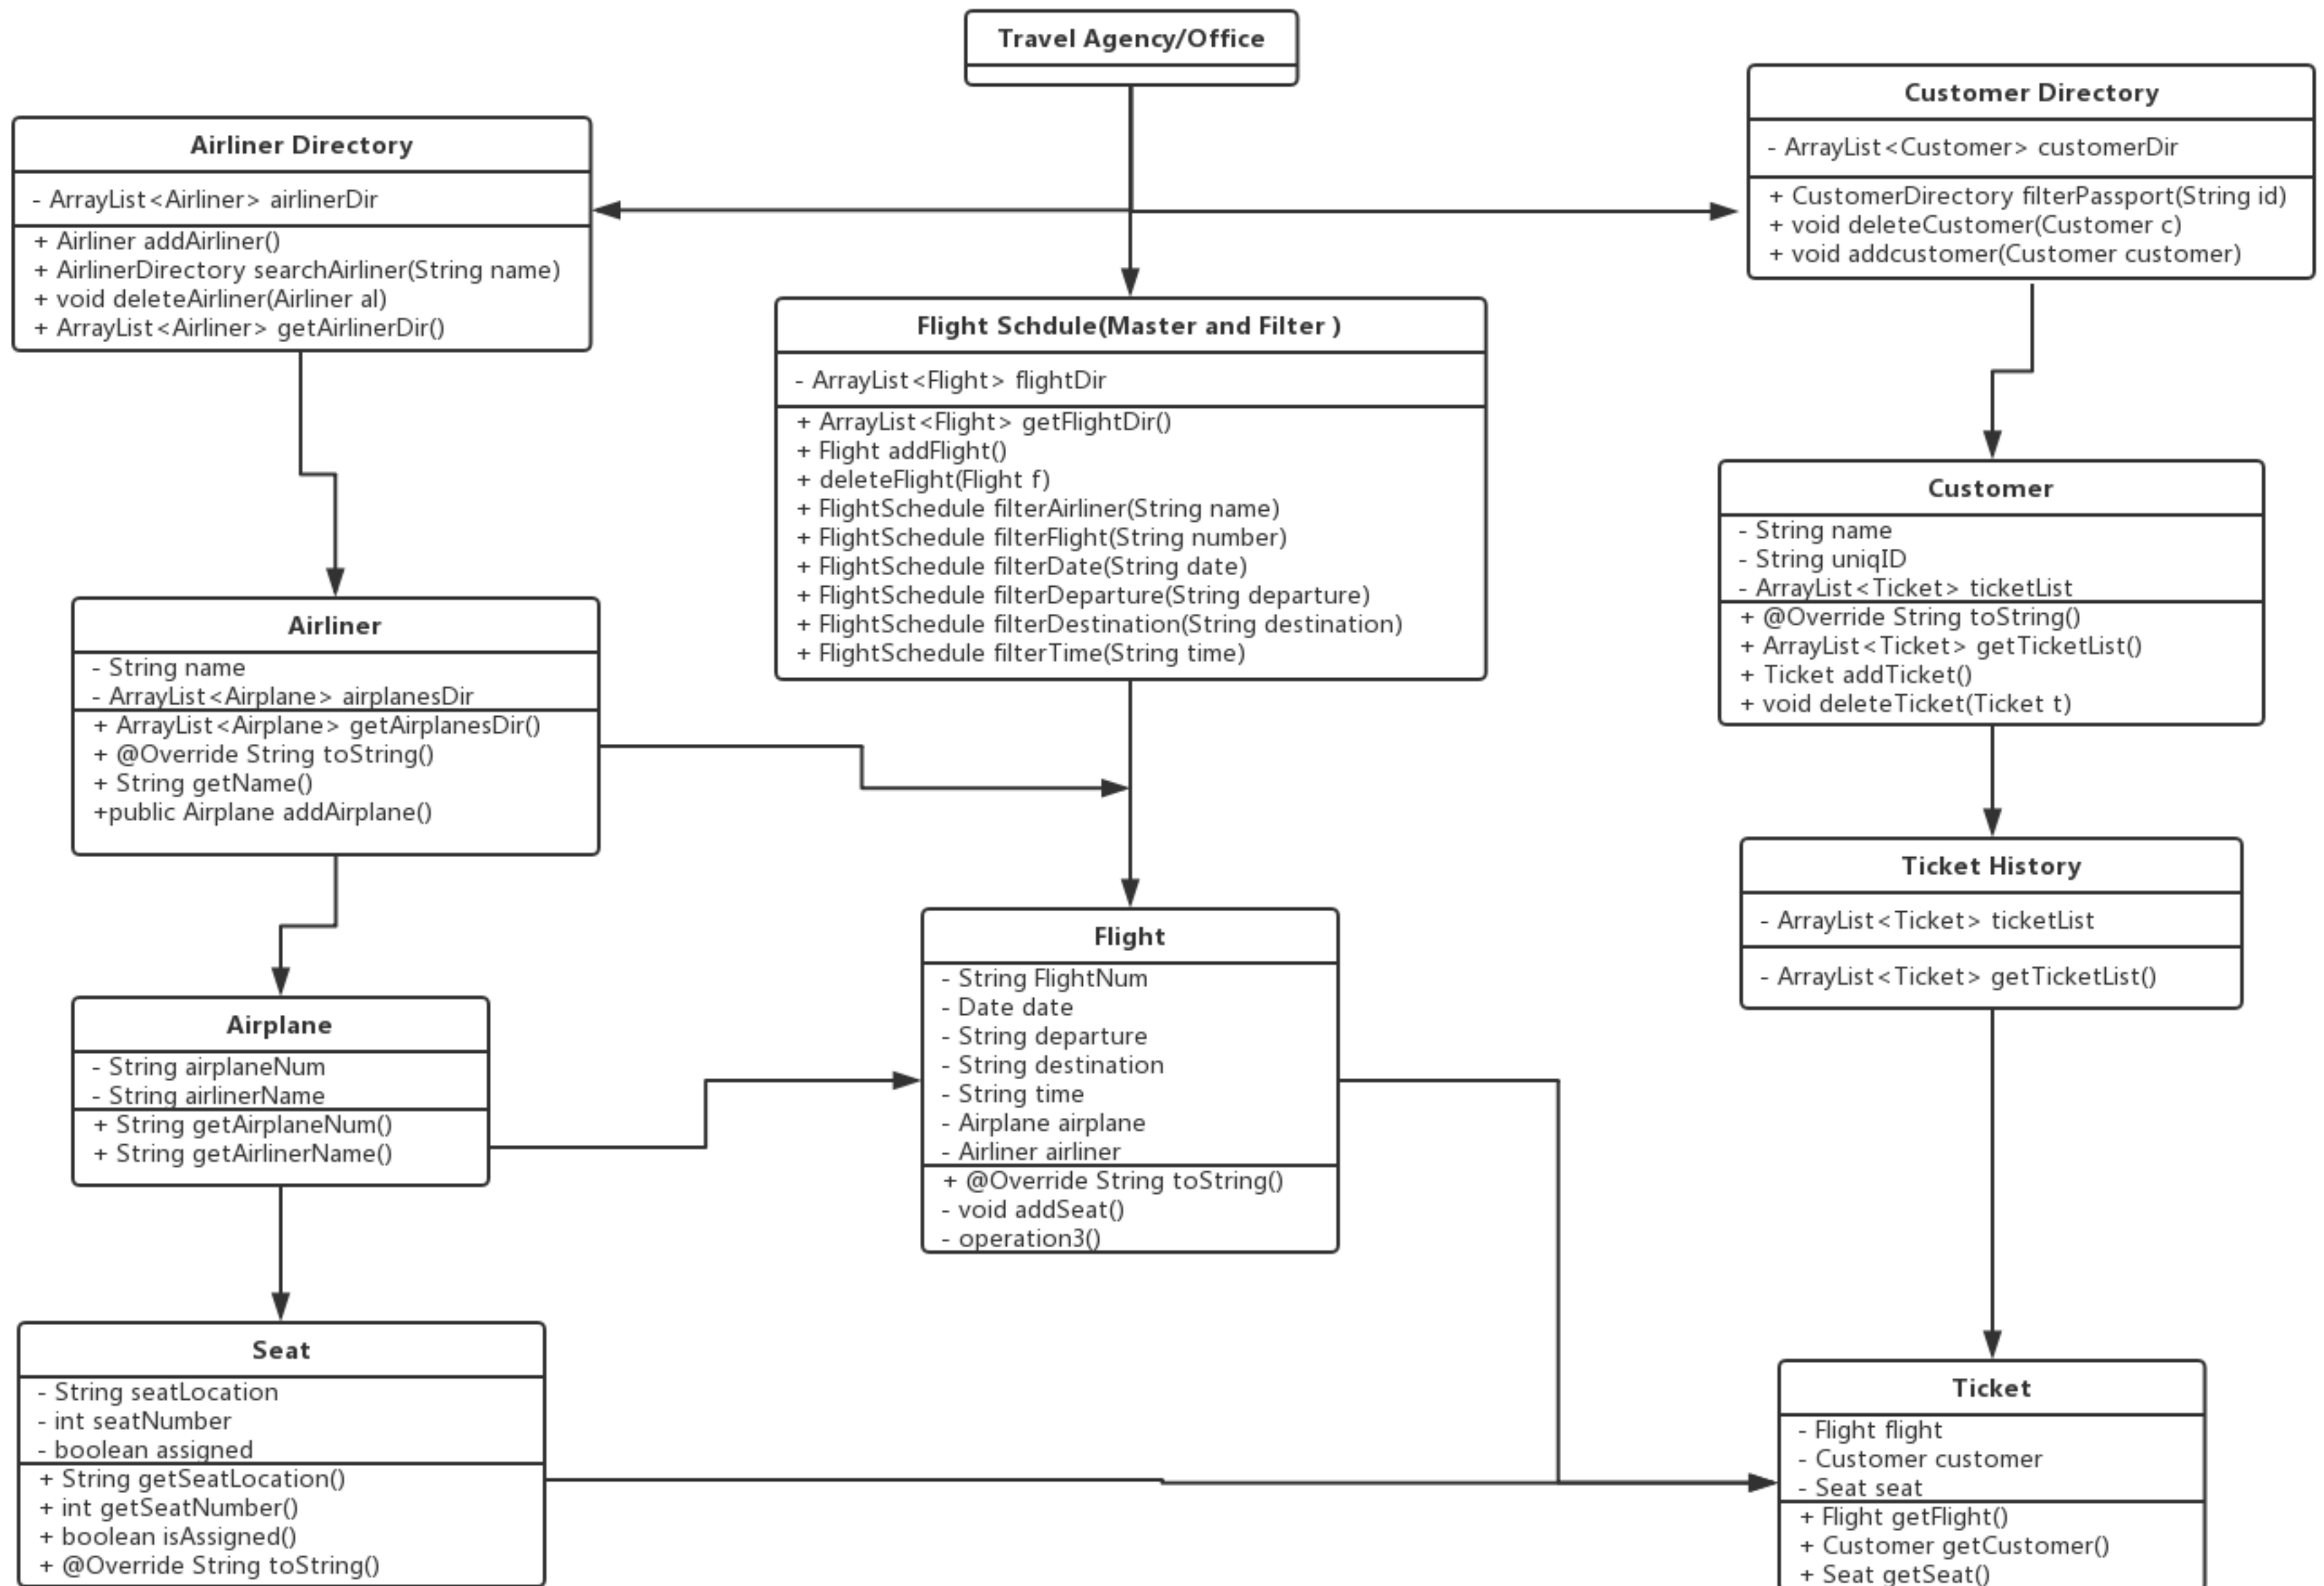 Travel Agency/Office
Customer Directory
- ArrayList<Customer> customerDir
+ CustomerDirectory filterPassport(String id)
+ void deleteCustomer(Customer c)
+ void addcustomer(Customer customer)
Airliner Directory
- ArrayList<Airliner> airlinerDir
+ Airliner addAirliner()
+ AirlinerDirectory searchAirliner(String name)
+ void deleteAirliner(Airliner al)
+ ArrayList<Airliner> getAirlinerDir()
Flight Schdule(Master and Filter )
- ArrayList<Flight> flightDir
+ ArrayList<Flight> getFlightDir()
+ Flight addFlight()
+ deleteFlight(Flight f)
+ FlightSchedule filterAirliner(String name)
+ FlightSchedule filterFlight(String number)
+ FlightSchedule filterDate(String date)
+ FlightSchedule filterDeparture(String departure)
+ FlightSchedule filterDestination(String destination)
+ FlightSchedule filterTime(String time)
Customer
- String name
- String uniqID
- ArrayList<Ticket> ticketList
+ @Override String toString()
+ ArrayList<Ticket> getTicketList()
+ Ticket addTicket()
+ void deleteTicket(Ticket t)
Airliner
- String name
- ArrayList<Airplane> airplanesDir
+ ArrayList<Airplane> getAirplanesDir()
+ @Override String toString()
+ String getName()
+public Airplane addAirplane()
Ticket History
- ArrayList<Ticket> ticketList
- ArrayList<Ticket> getTicketList()
Flight
- String FlightNum
- Date date
- String departure
- String destination
- String time
- Airplane airplane
- Airliner airliner
+ @Override String toString()
- void addSeat()
- operation3()
Airplane
- String airplaneNum
- String airlinerName
+ String getAirplaneNum()
+ String getAirlinerName()
Seat
- String seatLocation
- int seatNumber
- boolean assigned
+ String getSeatLocation()
+ int getSeatNumber()
+ boolean isAssigned()
+ @Override String toString()
Ticket
- Flight flight
- Customer customer
- Seat seat
+ Flight getFlight()
+ Customer getCustomer()
+ Seat getSeat()